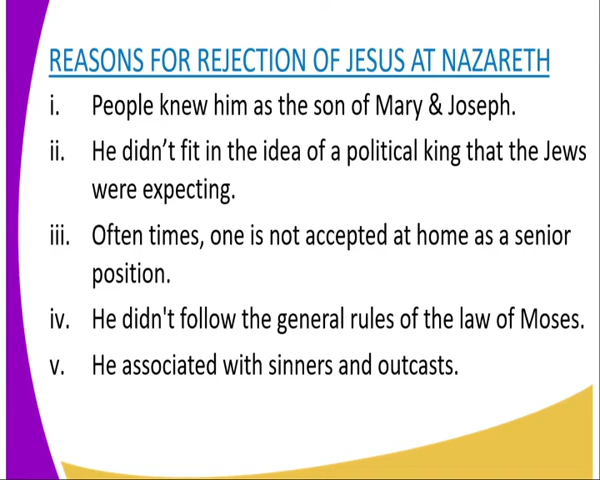 REASONS FOR REJECTION OF JESUS AT NAZARETH
i. People knew him as the son of Mary & Joseph.
ii. He didn’t fit in the idea of a political king that the Jews
were expecting.
iii. Often times, one is not accepted at home as a senior
position.
iv. He didn't follow the general rules of the law of Moses.
v. He associated with sinners and outcasts.